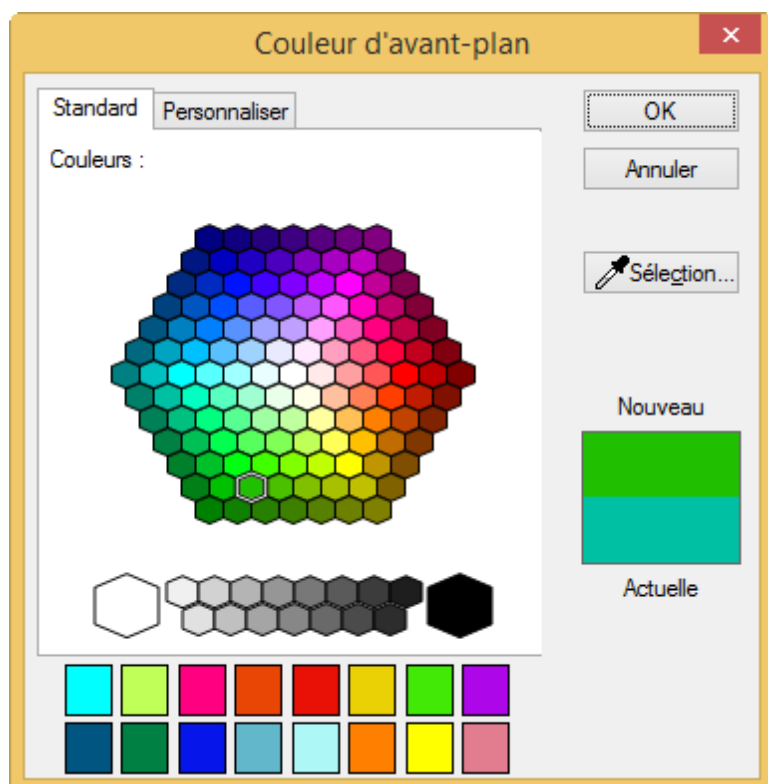 Couleur d'avant-plan
Standard
Personnaliser
OK
Couleurs :
Annuler
Sélection...
Nouveau
Actuelle